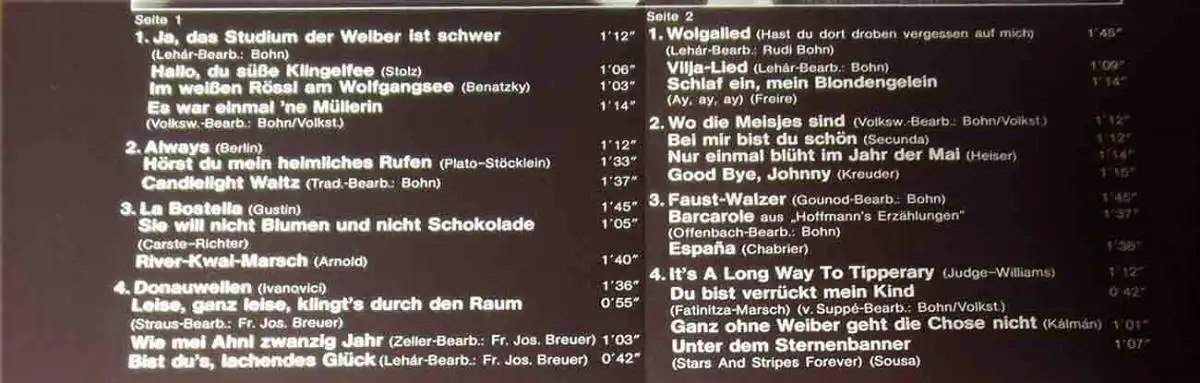 Seite 1
1. Ja, das Studium der Weiber ist schwer 1'12"
(Lehár-Bearb.: Bohn)
Hallo, du süße Klingelfee (Stolz) 1'06"
Im weißen Rössl am Wolfgangsee (Benatzky) 1'03"
Es war einmal 'ne Müllerin 1'14"
(Volksw.-Bearb.: Bohn/Volkst.)
2. Always (Berlin) 1'12"
Hörst du mein heimliches Rufen (Plato-Stöcklein) 1'33"
Candlelight Waltz (Trad.-Bearb.: Bohn) 1'37"
3. La Bostella (Gustin) 1'45"
Sie will nicht Blumen und nicht Schokolade 1'05"
(Carste-Richter)
River-Kwai-Marsch (Arnold) 1'40"
4. Donauwellen (Ivanovici) 1'36"
Leise, ganz leise, klingt's durch den Raum 0'55"
(Straus-Bearb.: Fr. Jos. Breuer)
Wie mei Ahnl zwanzig Jahr (Zeller-Bearb.: Fr. Jos. Breuer) 1'03"
Bist du's, lachendes Glück (Lehár-Bearb.: Fr. Jos. Breuer) 0'42"
Seite 2
1. Wolgalied (Hast du dort droben vergessen auf mich) 1'45"
(Lehár-Bearb.: Rudi Bohn)
Vilja-Lied (Lehár-Bearb.: Bohn) 1'09"
Schlaf ein, mein Blondengelein 1'14"
(Ay, ay, ay) (Freire)
2. Wo die Meisjes sind (Volksw.-Bearb.: Bohn/Volkst.) 1'12"
Bei mir bist du schön (Secunda) 1'12"
Nur einmal blüht im Jahr der Mai (Heiser) 1'14"
Good Bye, Johnny (Kreuder) 1'15"
3. Faust-Walzer (Gounod-Bearb.: Bohn) 1'45"
Barcarole aus „Hoffmann's Erzählungen" 1'37"
(Offenbach-Bearb.: Bohn)
España (Chabrier) 1'38"
4. It's A Long Way To Tipperary (Judge-Williams) 1'12"
Du bist verrückt mein Kind 0'42"
(Fatinitza-Marsch) (v. Suppé-Bearb.: Bohn/Volkst.)
Ganz ohne Weiber geht die Chose nicht (Kálmán) 1'01"
Unter dem Sternenbanner 1'07"
(Stars And Stripes Forever) (Sousa)